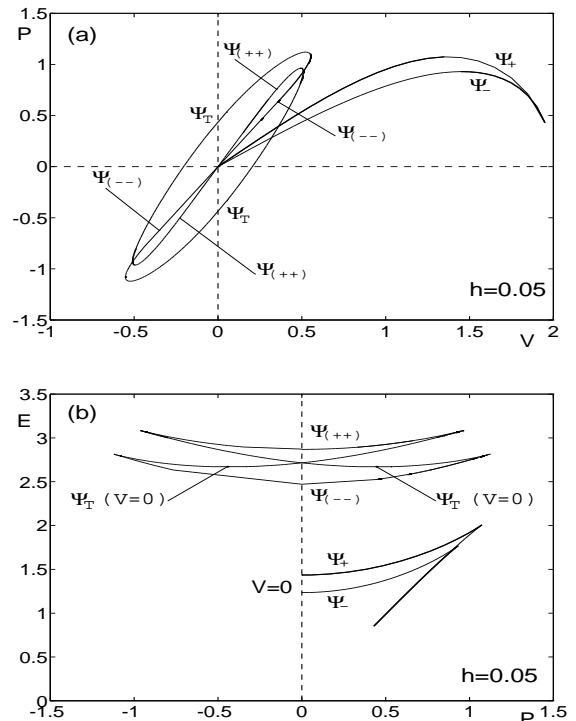 P
1.5
(a)
Ψ(++)
Ψ+
1
Ψ-
ΨT
0.5
Ψ(--)
0
Ψ(--)
ΨT
-0.5
Ψ(++)
-1
h=0.05
-1.5
-1 -0.5 0 0.5 1 1.5 V 2
3.5
E
(b)
3
Ψ(++)
2.5
ΨT (V=0) Ψ(--) ΨT (V=0)
2
1.5
Ψ+
V=0
1
Ψ-
0.5
h=0.05
0
-1.5 -1 -0.5 0 0.5 1 P 1.5